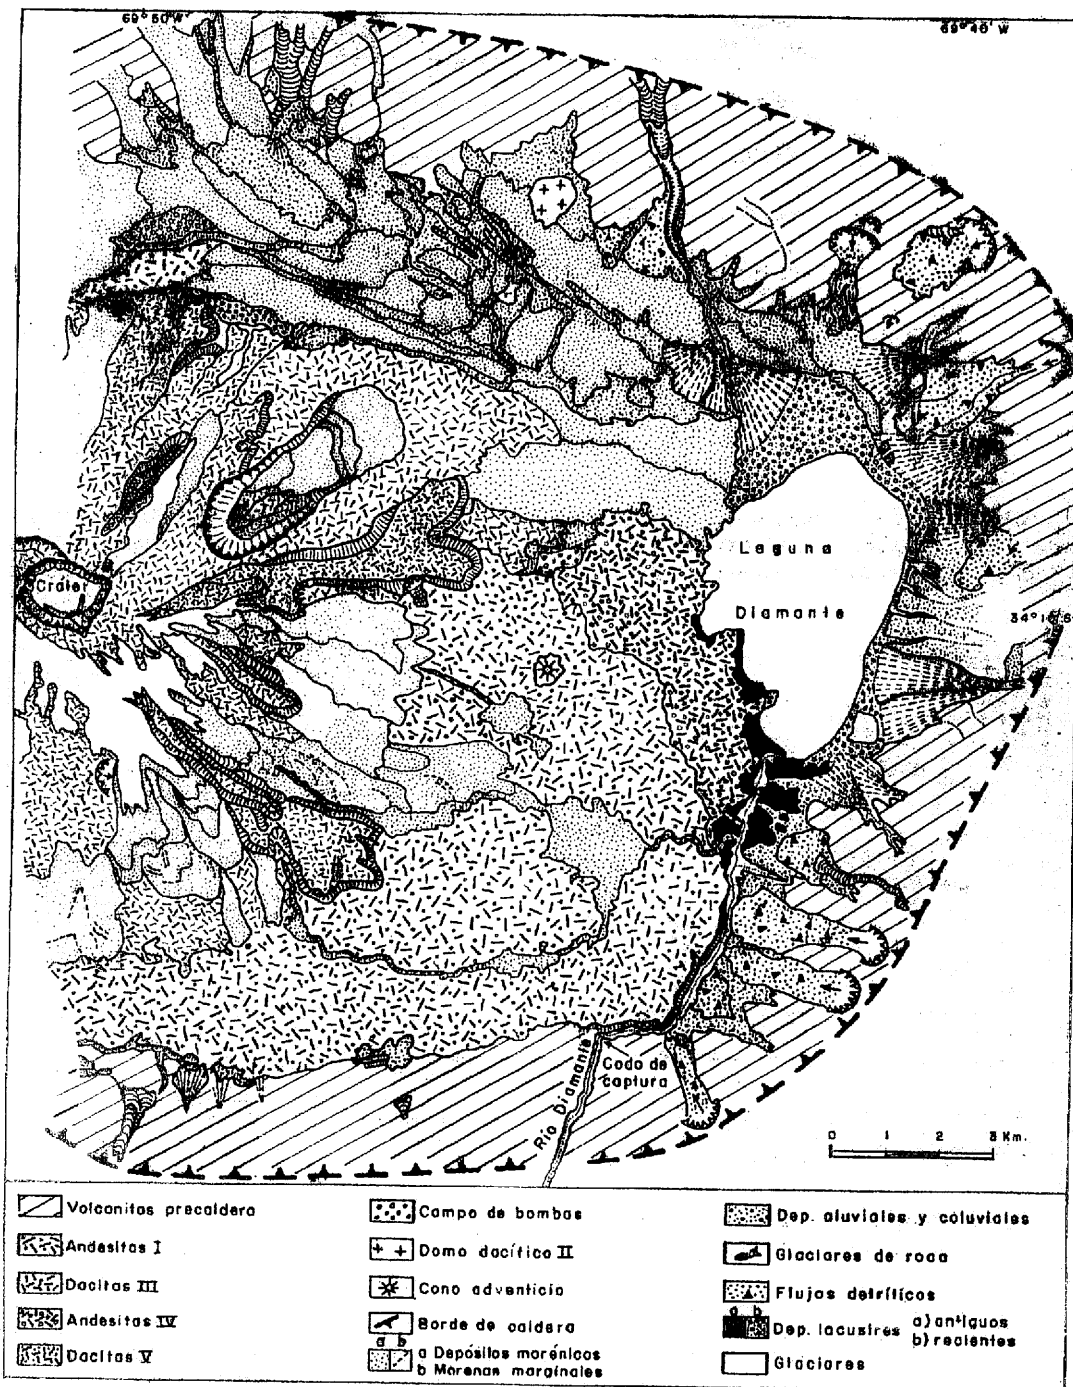 69° 50' W
69° 40' W
Cráter
Laguna
Diamante
34° 10'
Codo de
captura
Río Diamante
0 1 2 3 Km.
Volcanitas precaldera
Andesitas I
Dacitas III
Andesitas IV
Dacitas V
Campo de bombas
Domo dacítico II
Cono adventicio
Borde de caldera
a b
a Depósitos morénicos
b Morenas marginales
Dep. aluviales y coluviales
Glaciares de roca
Flujos detríticos
a b
Dep. lacustres a) antiguos
b) recientes
Glaciares